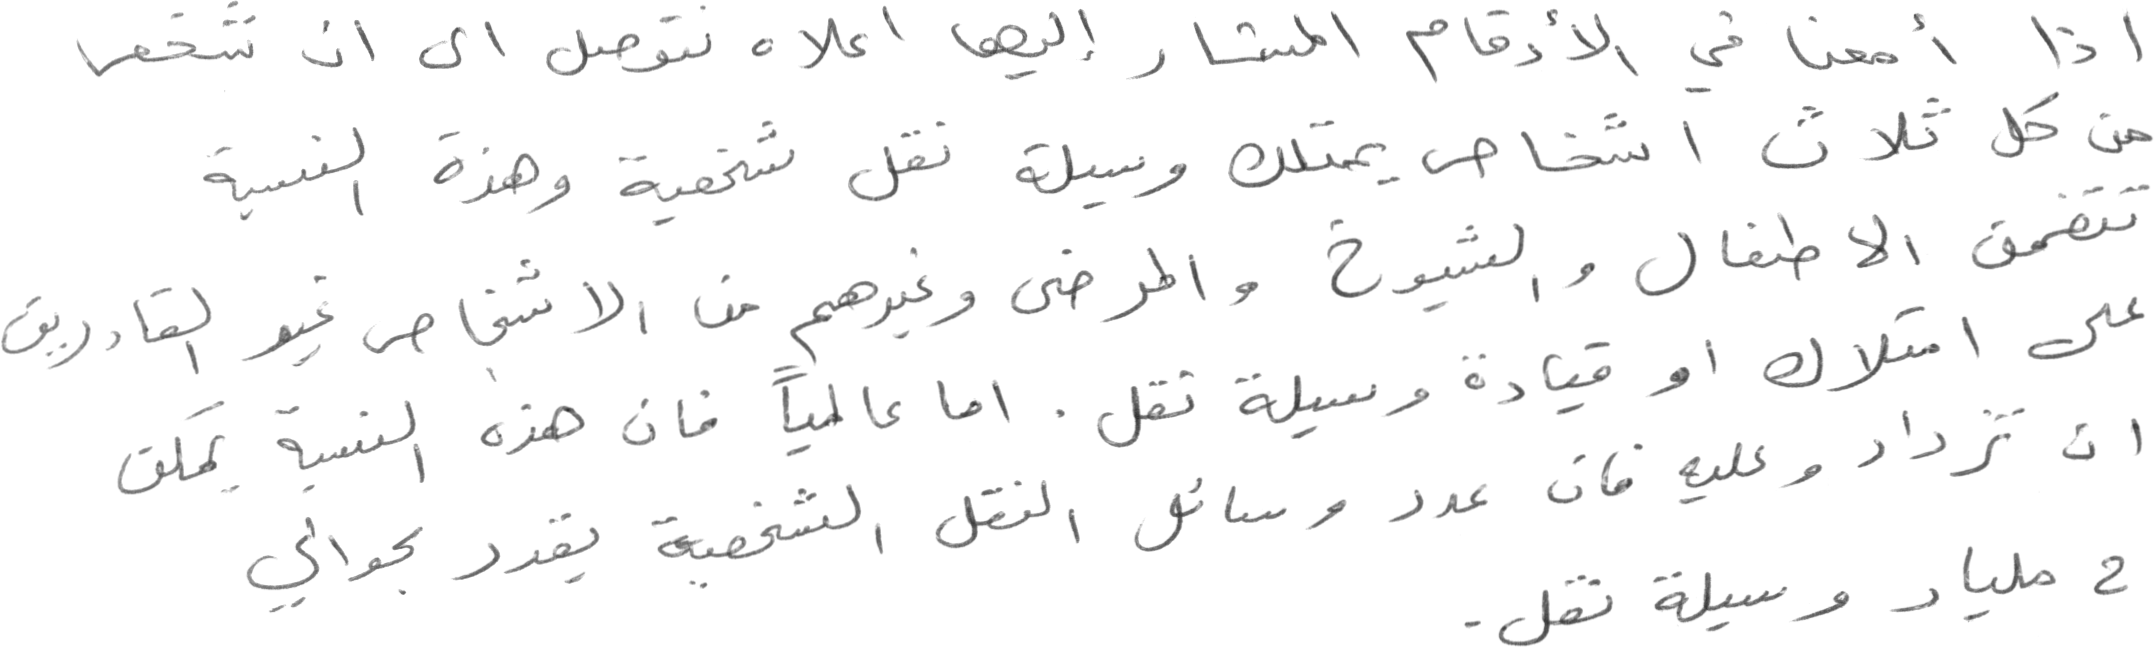 اذا أمعنا في الأرقام المشار إليها اعلاه نتوصل الى ان شخصا
من كل ثلاث اشخاص يمتلك وسيلة نقل شخصية وهذة النسبة
تتضمن الاطفال والشيوخ والمرضى وغيرهم من الاشخاص غير القادرين
على امتلاك او قيادة وسيلة نقل . اما عالمياً فان هذه النسبة يمكن
ان تزداد وعليه فان عدد وسائل النقل الشخصية يقدر بحوالي
2 مليار وسيلة نقل .